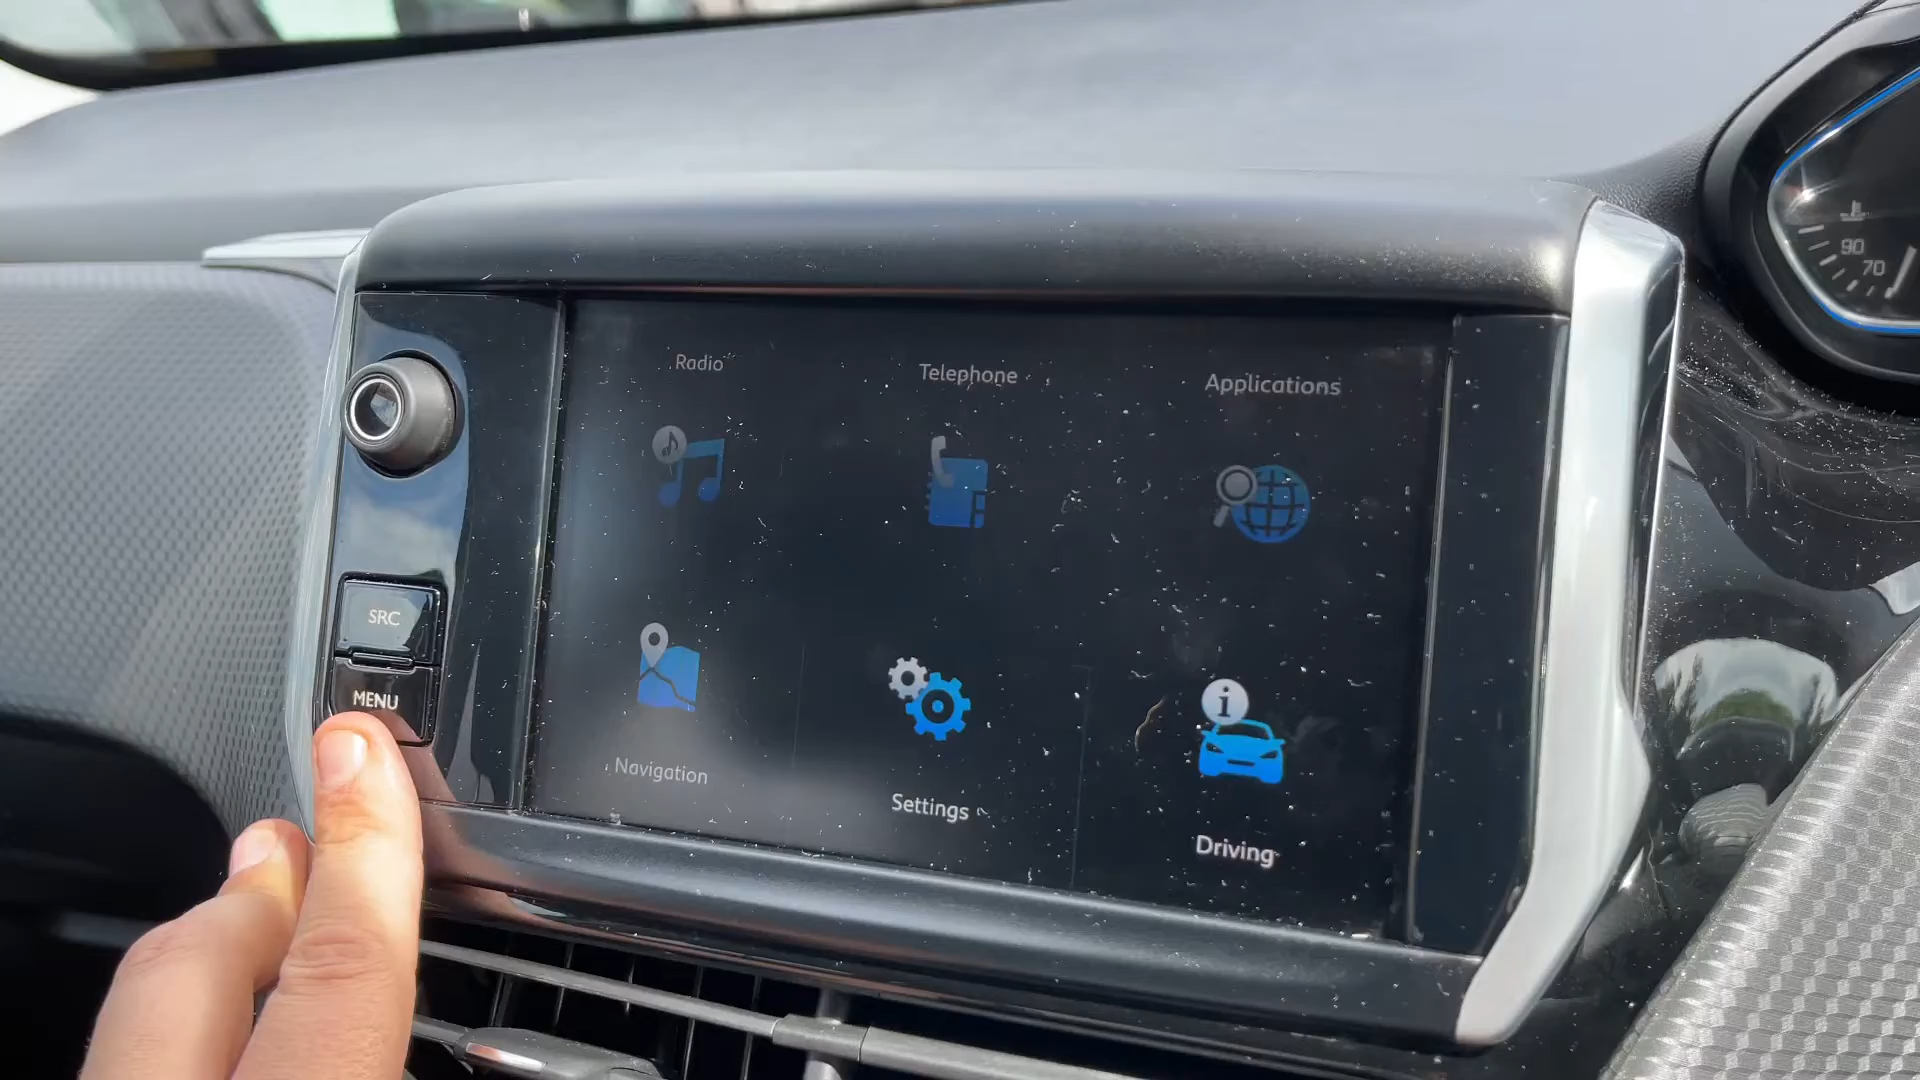 Radio
Telephone
Applications
SRC
MENU
Navigation
Settings
Driving
90
70